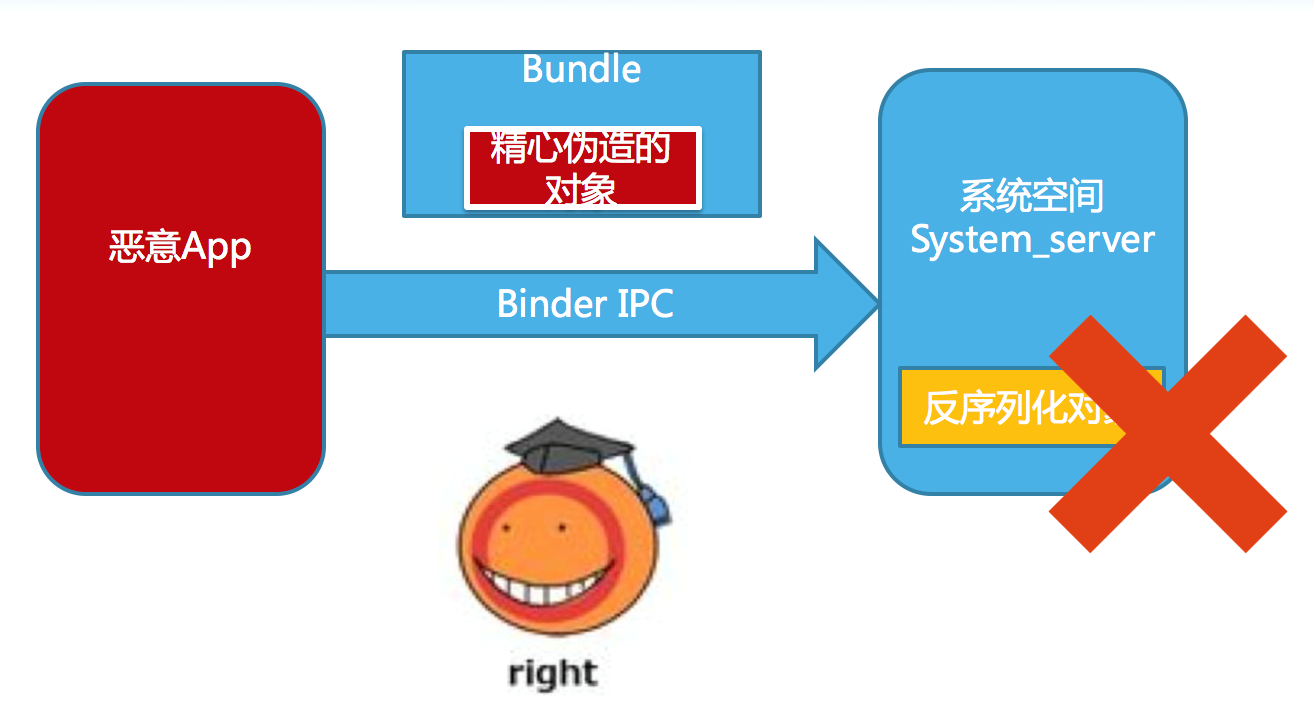 Bundle
精心伪造的
对象
恶意App
系统空间
System_server
Binder IPC
反序列化对
right